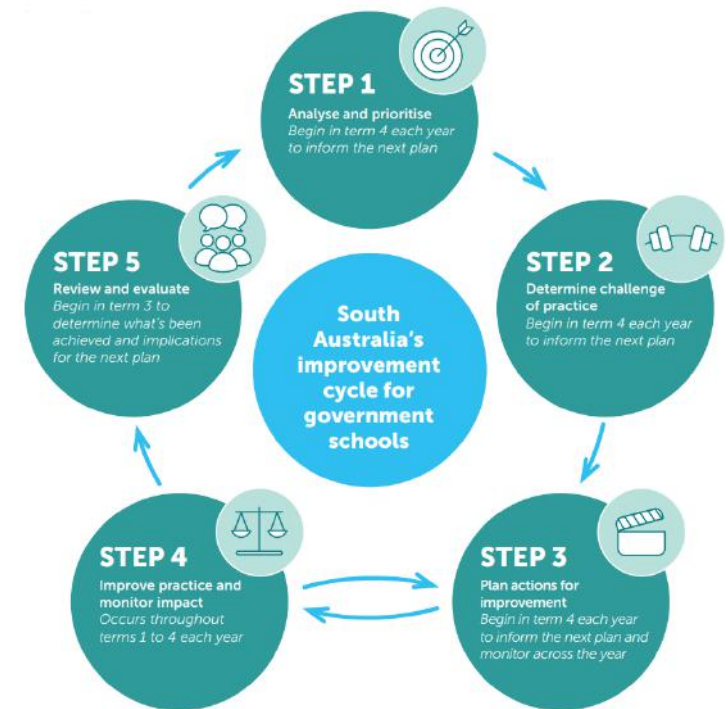 STEP 1
Analyse and prioritise
Begin in term 4 each year
to inform the next plan
STEP 2
Determine challenge
of practice
Begin in term 4 each year
to inform the next plan
STEP 3
Plan actions for
improvement
Begin in term 4 each year
to inform the next plan and
monitor across the year
STEP 4
Improve practice and
monitor impact
Occurs throughout
terms 1 to 4 each year
STEP 5
Review and evaluate
Begin in term 3 to
determine what's been
achieved and implications
for the next plan
South
Australia's
improvement
cycle for
government
schools